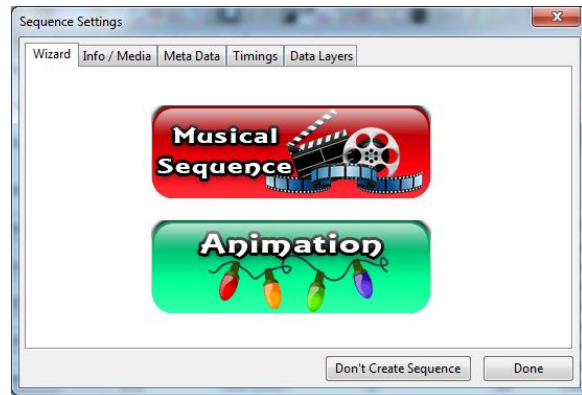 Sequence Settings
Wizard Info / Media Meta Data Timings Data Layers
Musical
Sequence
Animation
Don't Create Sequence Done